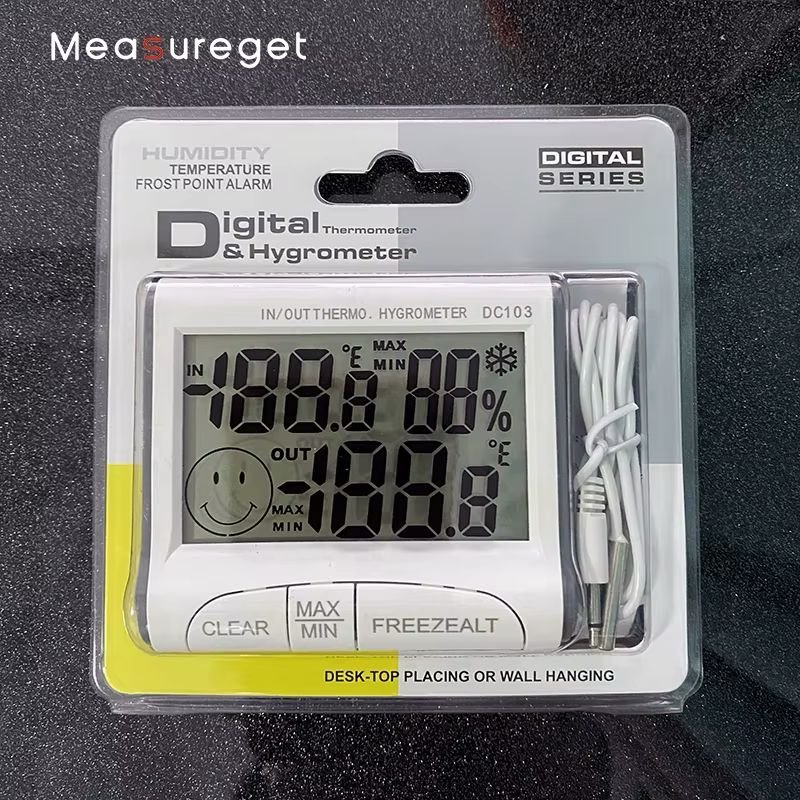 Measureget
HUMIDITY
TEMPERATURE
FROST POINT ALARM
DIGITAL
SERIES
Digital Thermometer
& Hygrometer
IN/OUT THERMO. HYGROMETER DC103
IN
-188.8
°E
MAX
MIN
88
%
OUT
-188.8
°E
MAX
MIN
CLEAR
MAX
MIN
FREEZEALT
DESK-TOP PLACING OR WALL HANGING